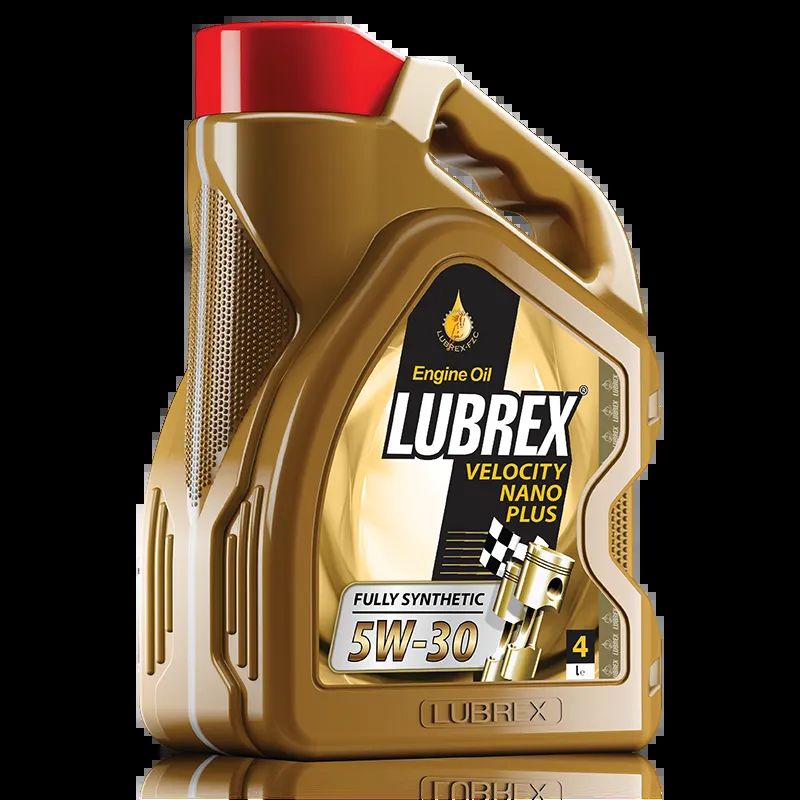 LUBREX-FZC
Engine Oil
LUBREX®
VELOCITY
NANO
PLUS
FULLY SYNTHETIC
5W-30
4
L e
LUBREX